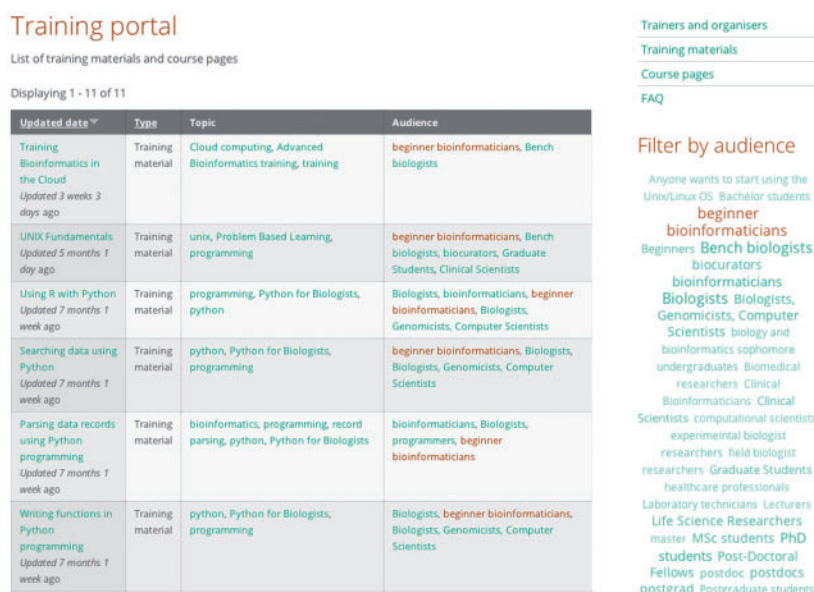 Training portal
List of training materials and course pages
Displaying 1 - 11 of 11
Updated date
Type
Topic
Audience
Training
Bioinformatics in
the Cloud
Updated 3 weeks 3
days ago
Training
material
Cloud computing, Advanced
Bioinformatics training, training
beginner bioinformaticians, Bench
biologists
UNIX Fundamentals
Updated 5 months 1
day ago
Training
material
unix, Problem Based Learning,
programming
beginner bioinformaticians, Bench
biologists, biocurators, Graduate
Students, Clinical Scientists
Using R with Python
Updated 7 months 1
week ago
Training
material
programming, Python for Biologists,
python
Biologists, bioinformaticians, beginner
bioinformaticians, Biologists,
Genomicists, Computer Scientists
Searching data using
Python
Updated 7 months 1
week ago
Training
material
python, Python for Biologists,
programming
beginner bioinformaticians, Biologists,
Biologists, Genomicists, Computer
Scientists
Parsing data records
using Python
programming
Updated 7 months 1
week ago
Training
material
bioinformatics, programming, record
parsing, python, Python for Biologists
bioinformaticians, Biologists,
programmers, beginner
bioinformaticians
Writing functions in
Python
programming
Updated 7 months 1
week ago
Training
material
python, Python for Biologists,
programming
Biologists, beginner bioinformaticians,
Biologists, Genomicists, Computer
Scientists
Trainers and organisers
Training materials
Course pages
FAQ
Filter by audience
Anyone wants to start using the
Unix/Linux OS Bachelor students
beginner
bioinformaticians
Beginners Bench biologists
biocurators
bioinformaticians
Biologists Biologists,
Genomicists, Computer
Scientists biology and
bioinformatics sophomore
undergraduates Biomedical
researchers Clinical
Bioinformaticians Clinical
Scientists computational scientists
experimeintal biologist
researchers field biologist
researchers Graduate Students
healthcare professionals
Laboratory technicians Lecturers
Life Science Researchers
master MSc students PhD
students Post-Doctoral
Fellows postdoc postdocs
postgrad Postgraduate students